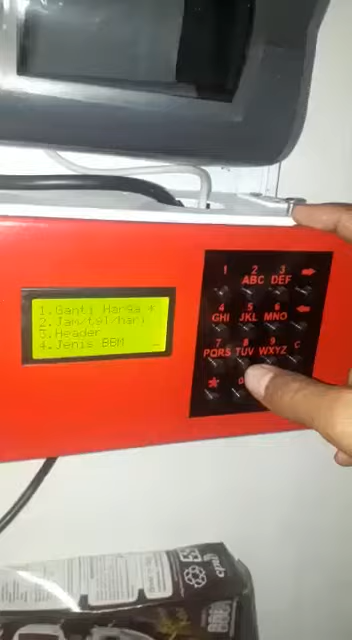 1.Ganti Harga *
2.Jam/tgl/hari
3.Header
4.Jenis BBM
1 2 3
ABC DEF
4 5 6
GHI JKL MNO
7 8 9 C
PQRS TUV WXYZ
*